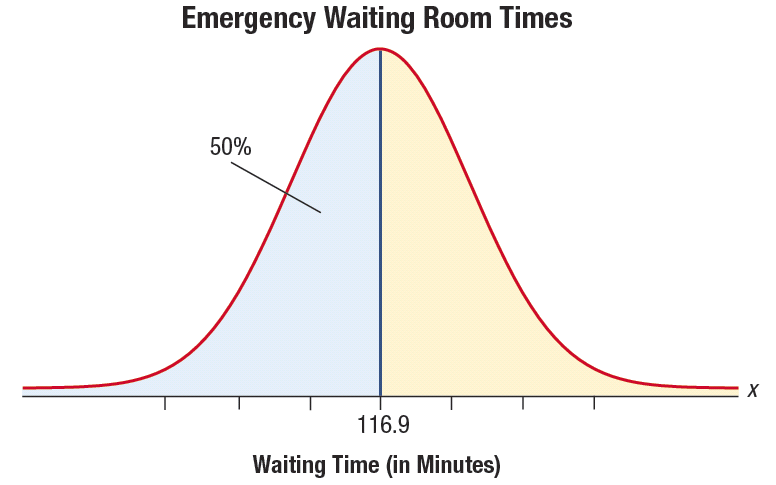 Emergency Waiting Room Times
50%
x
116.9
Waiting Time (in Minutes)